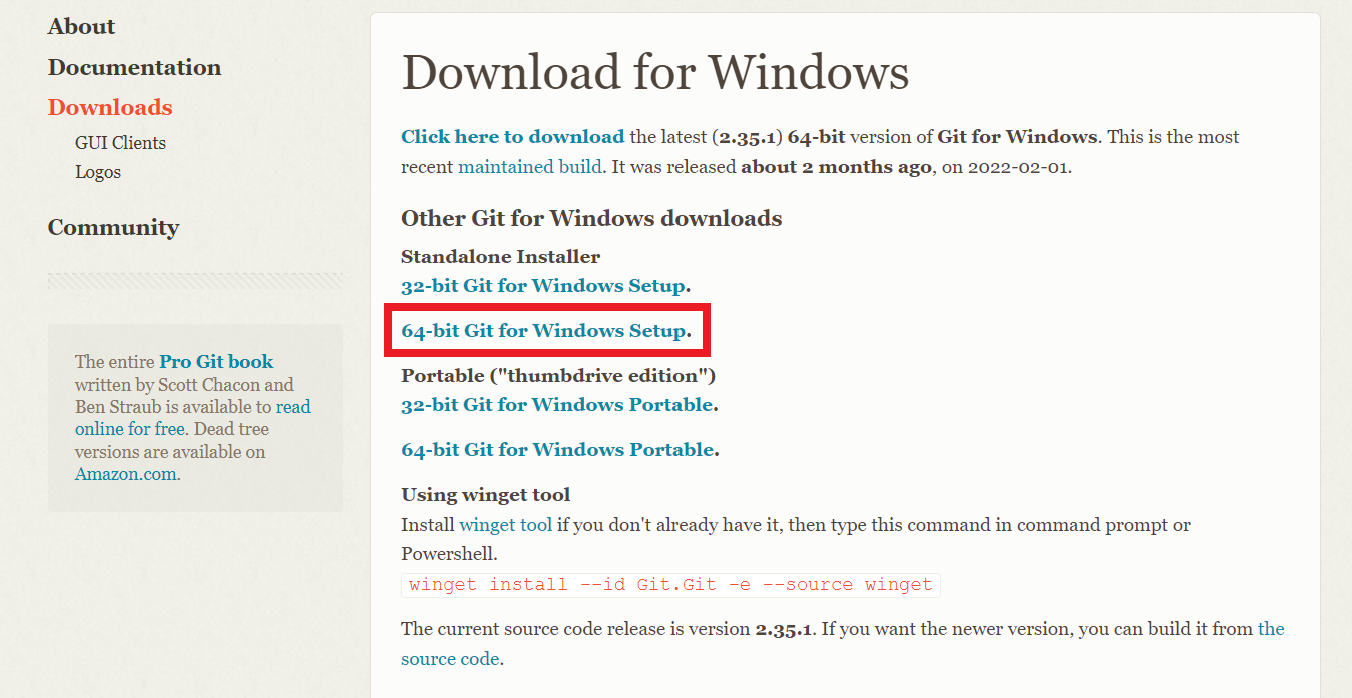 About
Documentation
Downloads
GUI Clients
Logos
Community
The entire Pro Git book
written by Scott Chacon and
Ben Straub is available to read
online for free. Dead tree
versions are available on
Amazon.com.
Download for Windows
Click here to download the latest (2.35.1) 64-bit version of Git for Windows. This is the most
recent maintained build. It was released about 2 months ago, on 2022-02-01.
Other Git for Windows downloads
Standalone Installer
32-bit Git for Windows Setup.
64-bit Git for Windows Setup.
Portable ("thumbdrive edition")
32-bit Git for Windows Portable.
64-bit Git for Windows Portable.
Using winget tool
Install winget tool if you don't already have it, then type this command in command prompt or
Powershell.
winget install --id Git.Git -e --source winget
The current source code release is version 2.35.1. If you want the newer version, you can build it from the
source code.